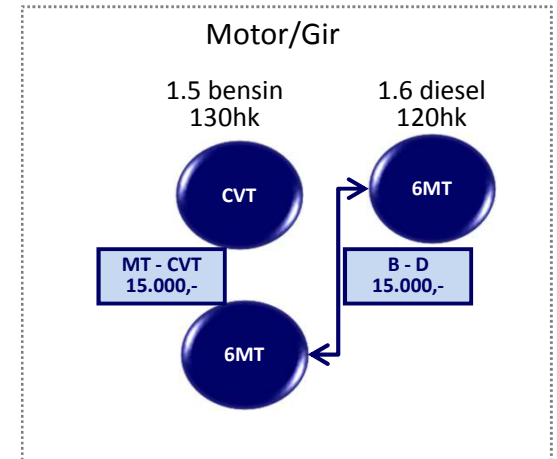 Motor/Gir
1.5 bensin
130hk
1.6 diesel
120hk
CVT
6MT
MT - CVT
15.000,-
B - D
15.000,-
6MT